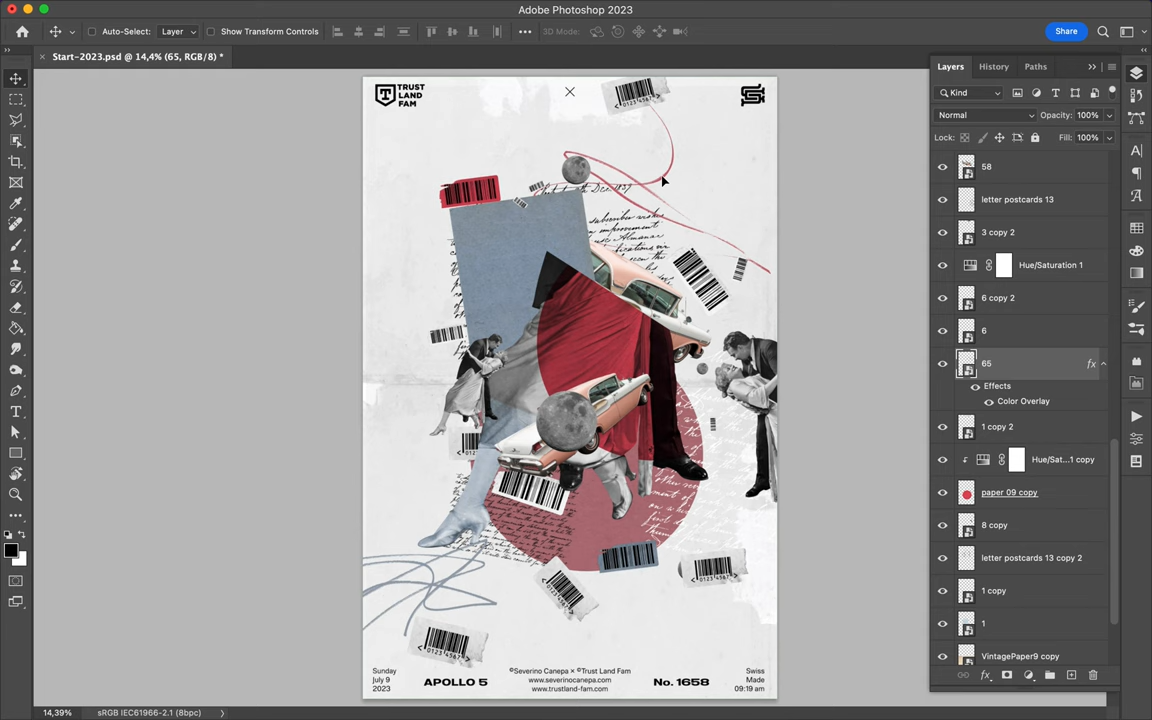 Adobe Photoshop 2023
Auto-Select: Layer Show Transform Controls 3D Mode: Share
Start-2023.psd @ 14,4% (65, RGB/8) *
Layers History Paths
Kind
Normal Opacity: 100%
Lock: Fill: 100%
58
letter postcards 13
3 copy 2
Hue/Saturation 1
6 copy 2
6
65 fx
Effects
Color Overlay
1 copy 2
Hue/Sat...1 copy
paper 09 copy
8 copy
letter postcards 13 copy 2
1 copy
1
VintagePaper9 copy
fx
TRUST
LAND
FAM
Sunday
July 9
2023
APOLLO 5
©Severino Canepa × ©Trust Land Fam
www.severinocanepa.com
www.trustland-fam.com
No. 1658
Swiss
Made
09:19 am
14,39% sRGB IEC61966-2.1 (8bpc)